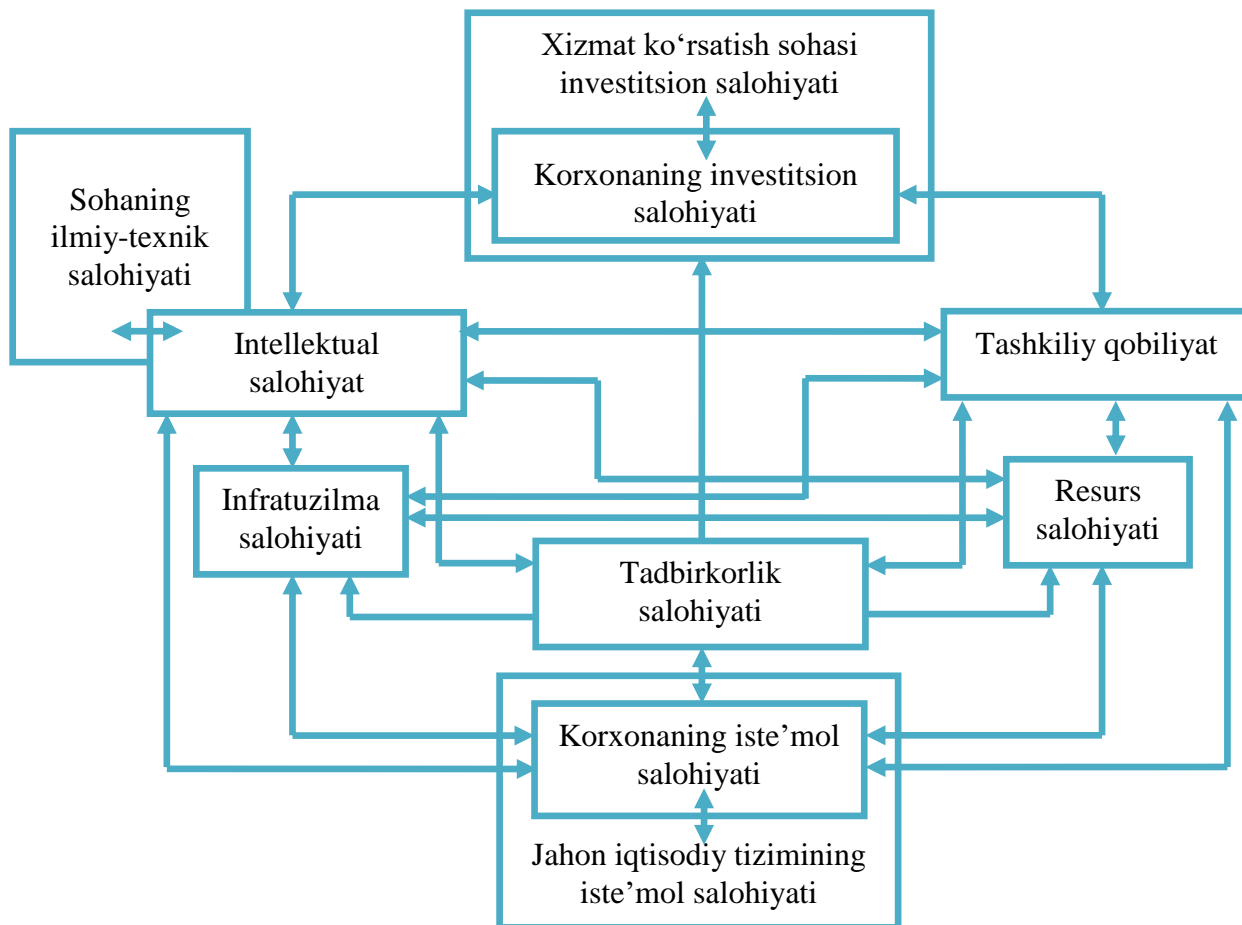 Xizmat ko‘rsatish sohasi
investitsion salohiyati
Korxonaning investitsion
salohiyati
Sohaning
ilmiy-texnik
salohiyati
Intellektual
salohiyat
Tashkiliy qobiliyat
Infratuzilma
salohiyati
Resurs
salohiyati
Tadbirkorlik
salohiyati
Korxonaning iste’mol
salohiyati
Jahon iqtisodiy tizimining
iste’mol salohiyati